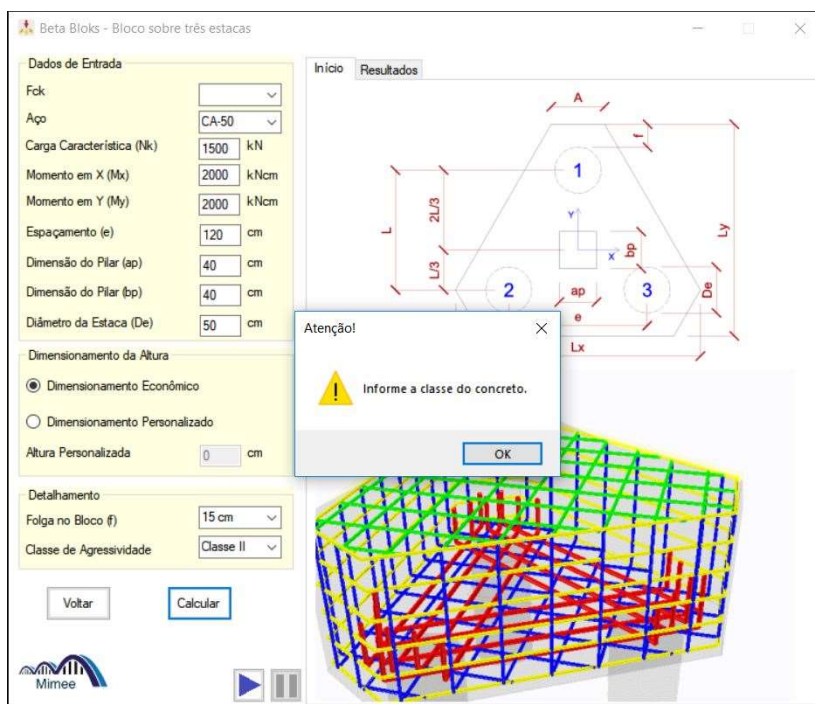 Beta Bloks - Bloco sobre três estacas
Dados de Entrada
Fck
Aço CA-50
Carga Característica (Nk) 1500 kN
Momento em X (Mx) 2000 kNcm
Momento em Y (My) 2000 kNcm
Espaçamento (e) 120 cm
Dimensão do Pilar (ap) 40 cm
Dimensão do Pilar (bp) 40 cm
Diâmetro da Estaca (De) 50 cm
Dimensionamento da Altura
Dimensionamento Econômico
Dimensionamento Personalizado
Altura Personalizada 0 cm
Detalhamento
Folga no Bloco (f) 15 cm
Classe de Agressividade Classe II
Voltar Calcular
Mimee
Início Resultados
A
f
1
2L/3
L
Y
X
bp
Ly
L/3
2
ap
3
De
e
Lx
Atenção!
Informe a classe do concreto.
OK